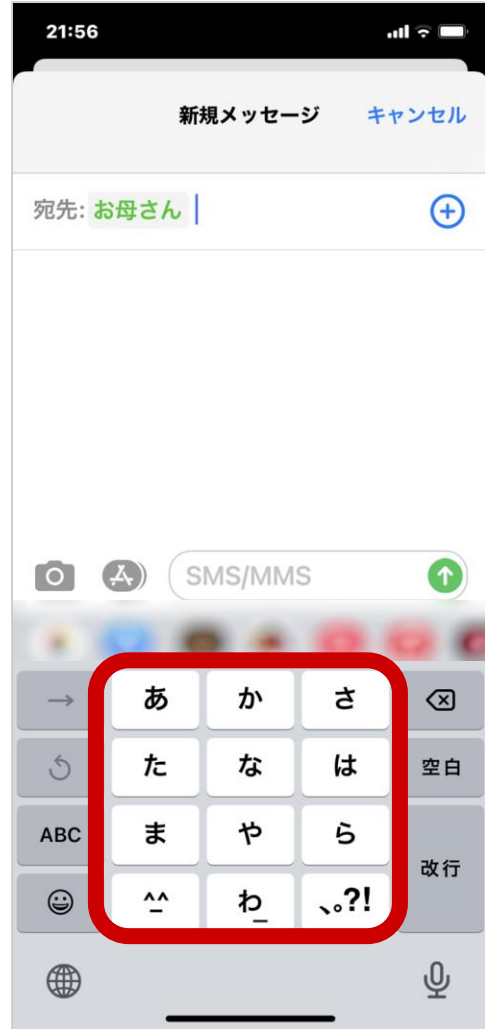 21:56
新規メッセージ キャンセル
宛先: お母さん
SMS/MMS
→ あ か さ
た な は 空白
ABC ま や ら
改行
^_^ わ_ 、。?!